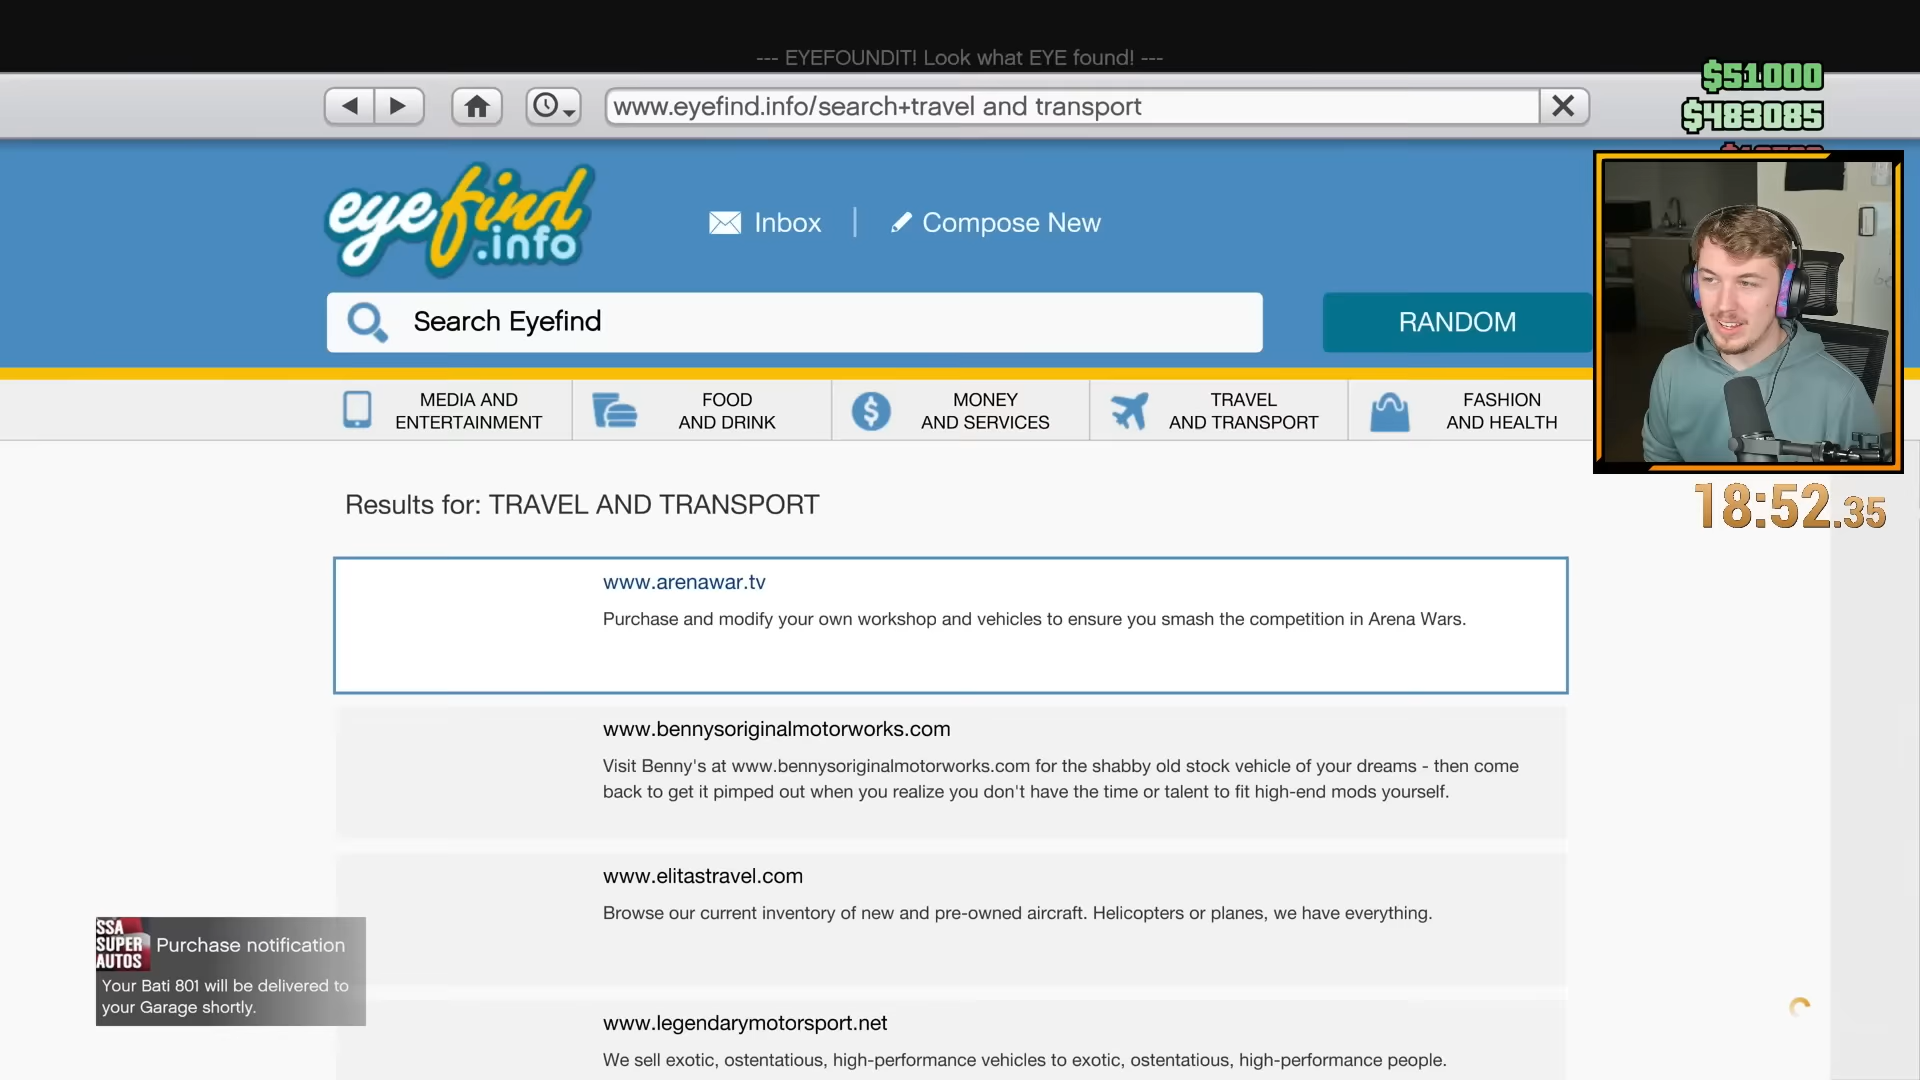 --- EYEFOUNDIT! Look what EYE found! ---
$51000
www.eyefind.info/search+travel and transport
$483085
eyefind
.info
Inbox
Compose New
Search Eyefind
RANDOM
MEDIA AND
ENTERTAINMENT
FOOD
AND DRINK
MONEY
AND SERVICES
TRAVEL
AND TRANSPORT
FASHION
AND HEALTH
18:52.35
Results for: TRAVEL AND TRANSPORT
www.arenawar.tv
Purchase and modify your own workshop and vehicles to ensure you smash the competition in Arena Wars.
www.bennysoriginalmotorworks.com
Visit Benny's at www.bennysoriginalmotorworks.com for the shabby old stock vehicle of your dreams - then come
back to get it pimped out when you realize you don't have the time or talent to fit high-end mods yourself.
www.elitastravel.com
Browse our current inventory of new and pre-owned aircraft. Helicopters or planes, we have everything.
SSA
SUPER
AUTOS
Purchase notification
Your Bati 801 will be delivered to
your Garage shortly.
www.legendarymotorsport.net
We sell exotic, ostentatious, high-performance vehicles to exotic, ostentatious, high-performance people.